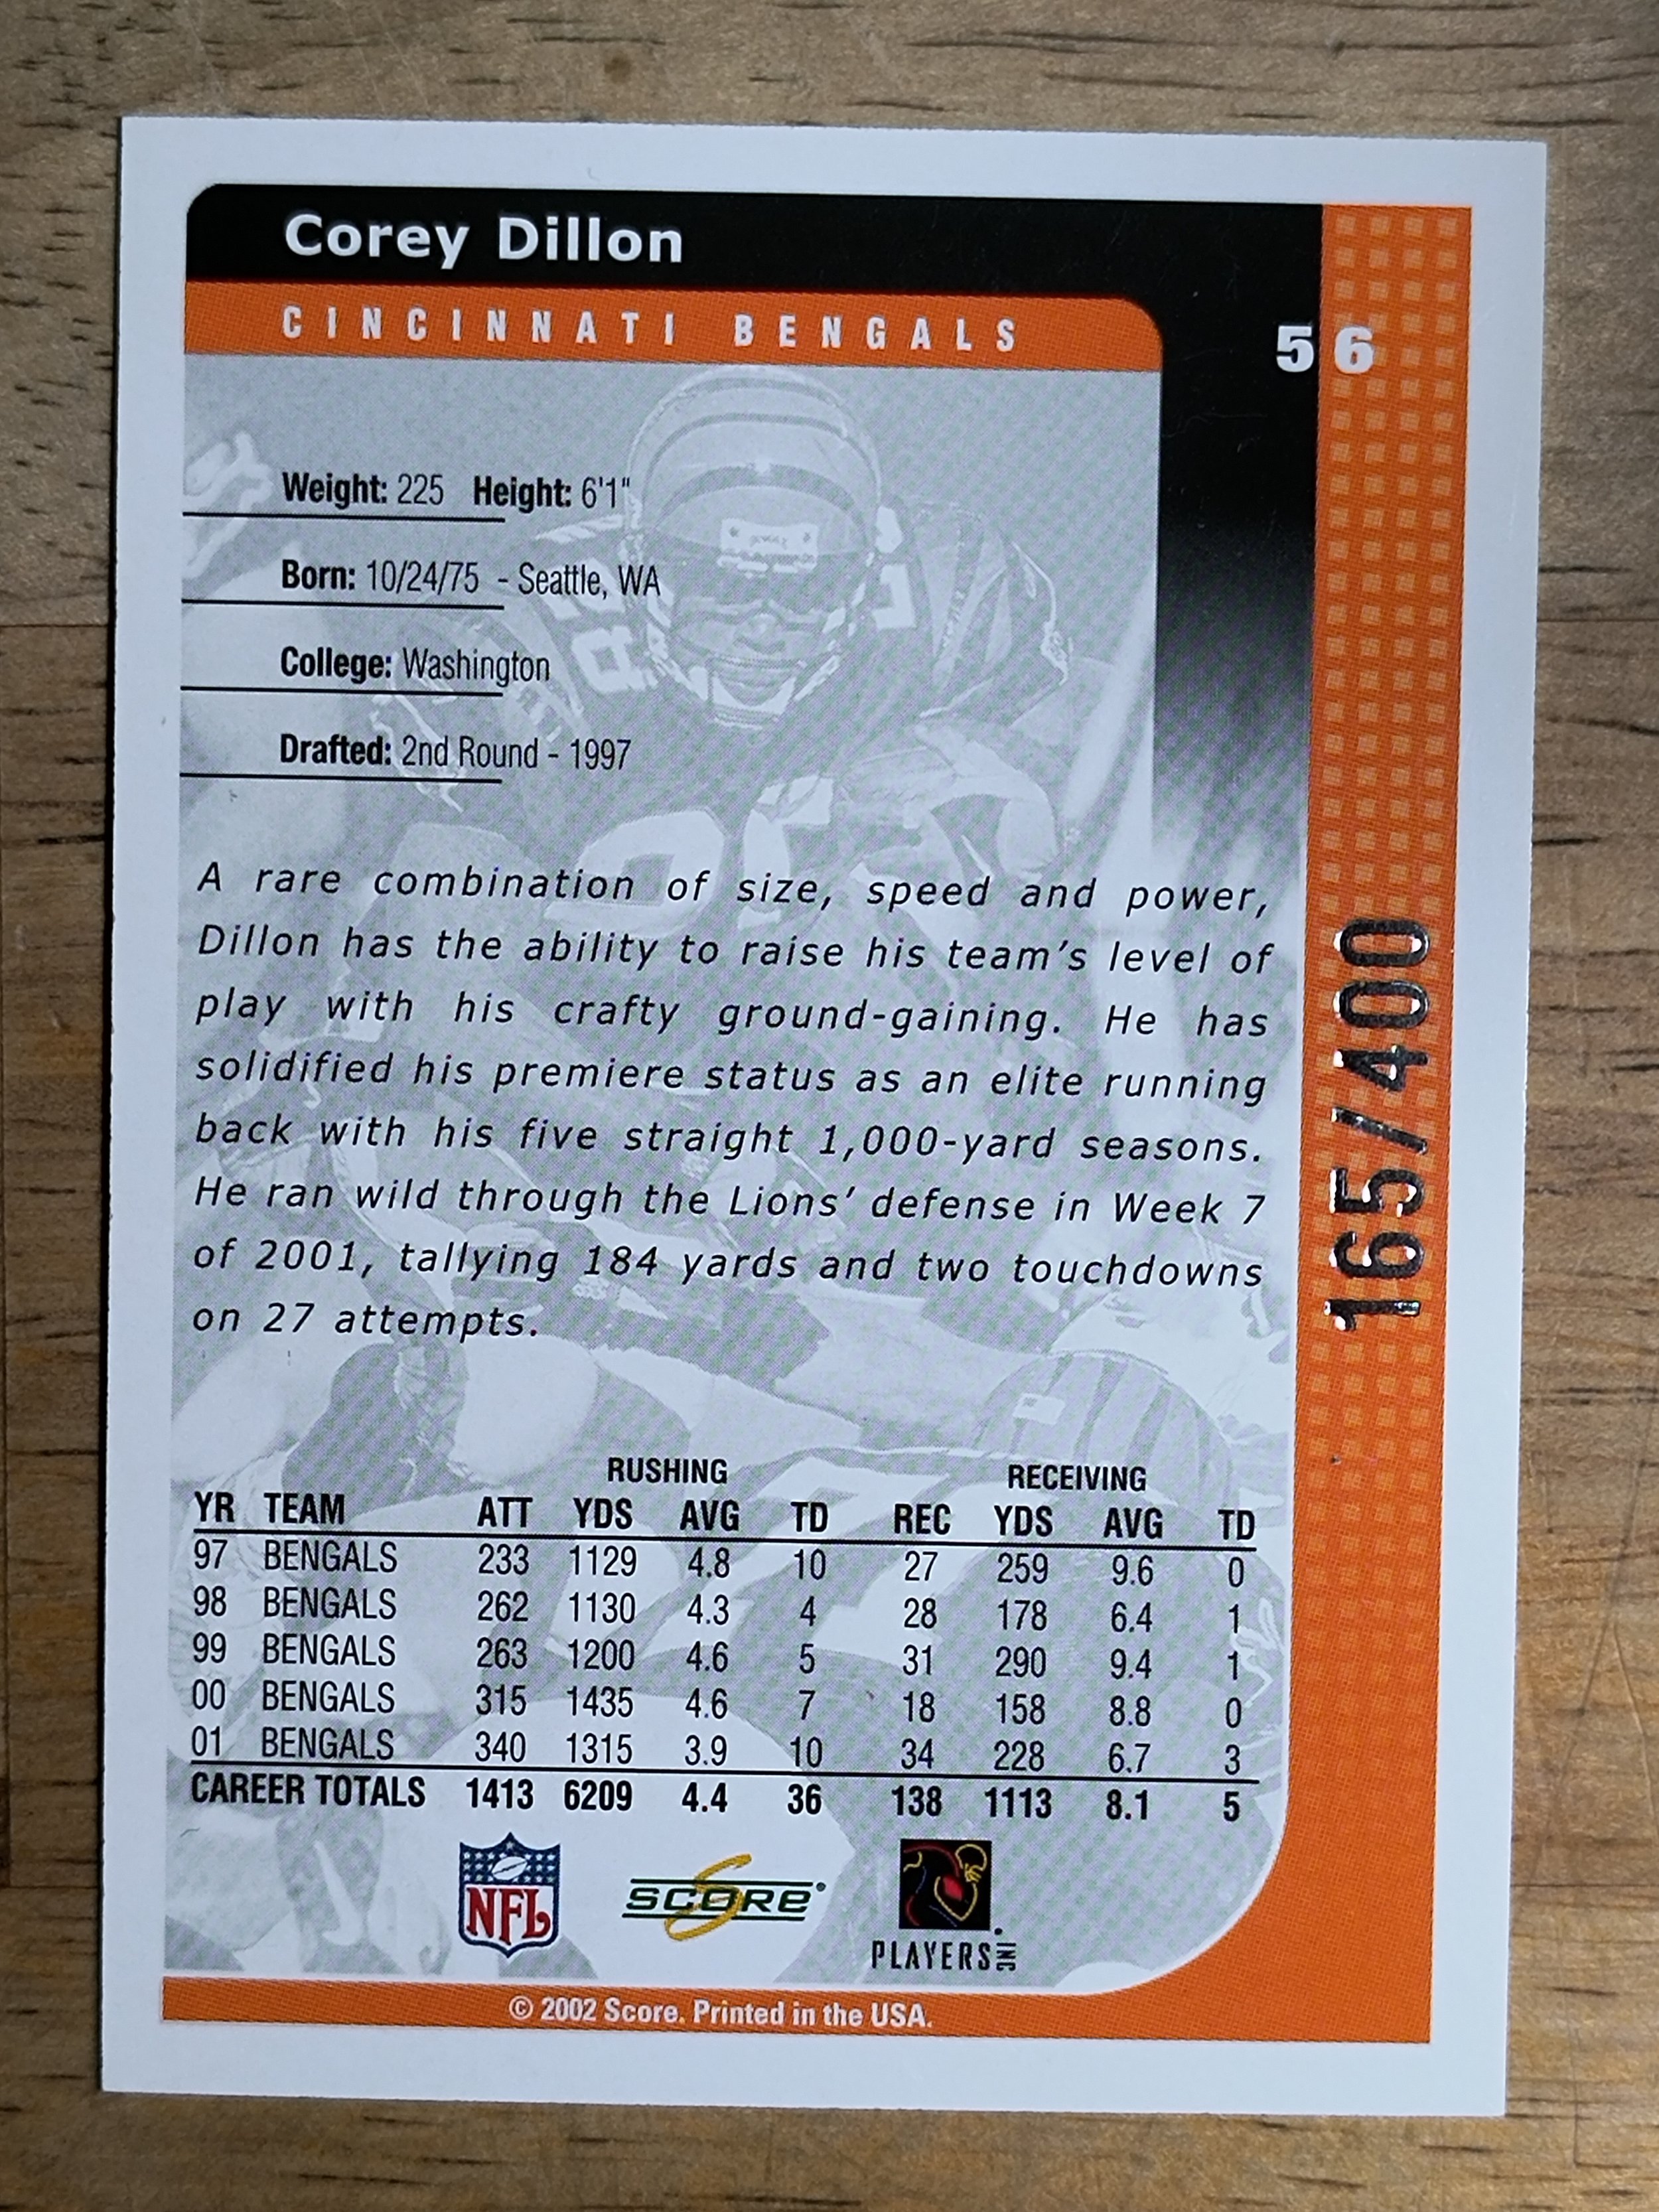 Corey Dillon
CINCINNATI BENGALS
56
Weight: 225 Height: 6'1"
Born: 10/24/75 - Seattle, WA
College: Washington
Drafted: 2nd Round - 1997
A rare combination of size, speed and power,
Dillon has the ability to raise his team's level of
play with his crafty ground-gaining. He has
solidified his premiere status as an elite running
back with his five straight 1,000-yard seasons.
He ran wild through the Lions' defense in Week 7
of 2001, tallying 184 yards and two touchdowns
on 27 attempts.
165/400
RUSHING RECEIVING
YR TEAM ATT YDS AVG TD REC YDS AVG TD
97 BENGALS 233 1129 4.8 10 27 259 9.6 0
98 BENGALS 262 1130 4.3 4 28 178 6.4 1
99 BENGALS 263 1200 4.6 5 31 290 9.4 1
00 BENGALS 315 1435 4.6 7 18 158 8.8 0
01 BENGALS 340 1315 3.9 10 34 228 6.7 3
CAREER TOTALS 1413 6209 4.4 36 138 1113 8.1 5
NFL SCORE® PLAYERS INC
© 2002 Score. Printed in the USA.